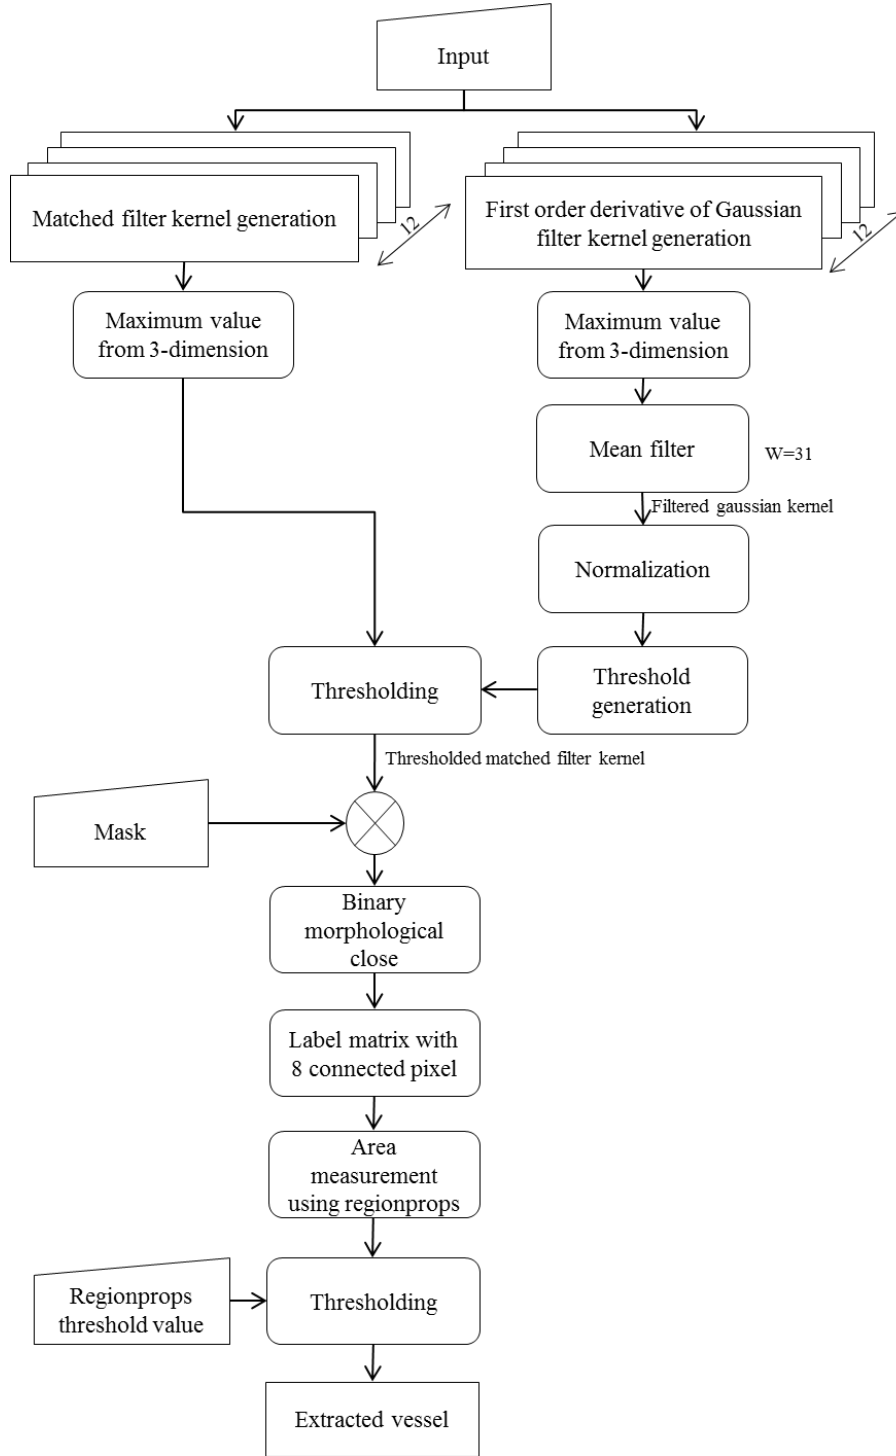 Input
Matched filter kernel generation
12
First order derivative of Gaussian
filter kernel generation
12
Maximum value
from 3-dimension
Maximum value
from 3-dimension
Mean filter
W=31
Filtered gaussian kernel
Normalization
Thresholding
Threshold
generation
Thresholded matched filter kernel
Mask
Binary
morphological
close
Label matrix with
8 connected pixel
Area
measurement
using regionprops
Regionprops
threshold value
Thresholding
Extracted vessel